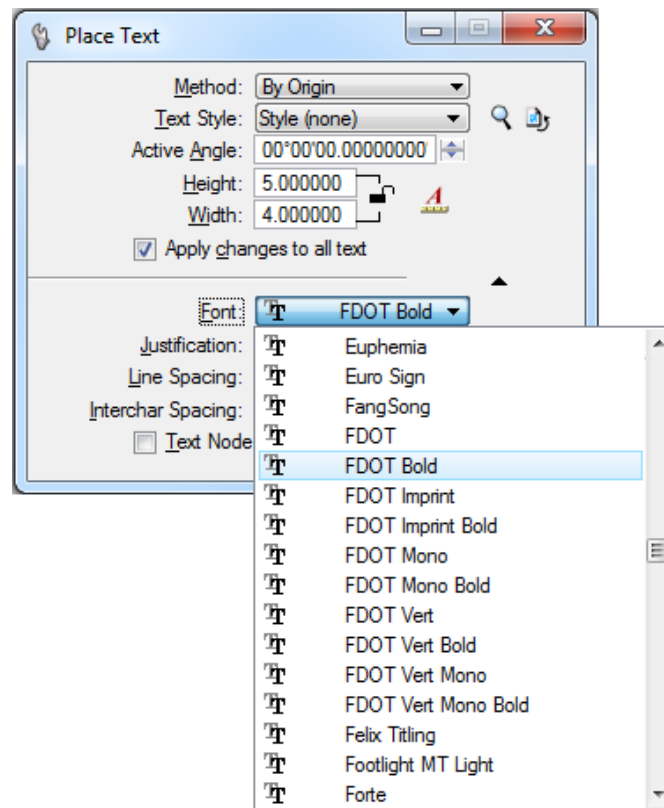 Place Text
Method: By Origin
Text Style: Style (none)
Active Angle: 00°00'00.00000000"
Height: 5.000000
Width: 4.000000
Apply changes to all text
Font: FDOT Bold
Justification:
Line Spacing:
Interchar Spacing:
Text Node
Euphemia
Euro Sign
FangSong
FDOT
FDOT Bold
FDOT Imprint
FDOT Imprint Bold
FDOT Mono
FDOT Mono Bold
FDOT Vert
FDOT Vert Bold
FDOT Vert Mono
FDOT Vert Mono Bold
Felix Titling
Footlight MT Light
Forte